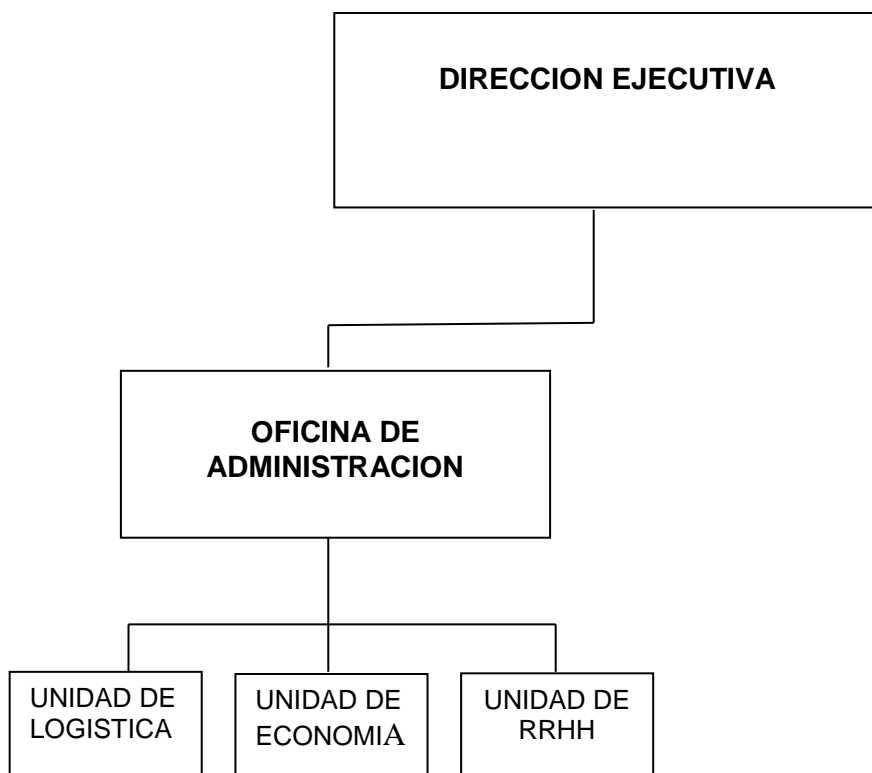 DIRECCION EJECUTIVA
OFICINA DE
ADMINISTRACION
UNIDAD DE
LOGISTICA
UNIDAD DE
ECONOMIA
UNIDAD DE
RRHH